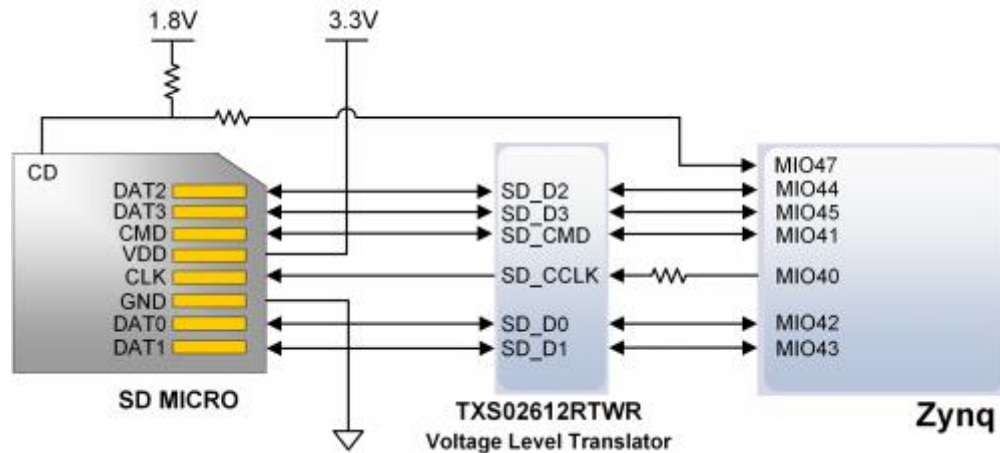 1.8V
3.3V
CD
DAT2
DAT3
CMD
VDD
CLK
GND
DAT0
DAT1
SD MICRO
SD_D2
SD_D3
SD_CMD
SD_CCLK
SD_D0
SD_D1
TXS02612RTWR
Voltage Level Translator
MIO47
MIO44
MIO45
MIO41
MIO40
MIO42
MIO43
Zynq